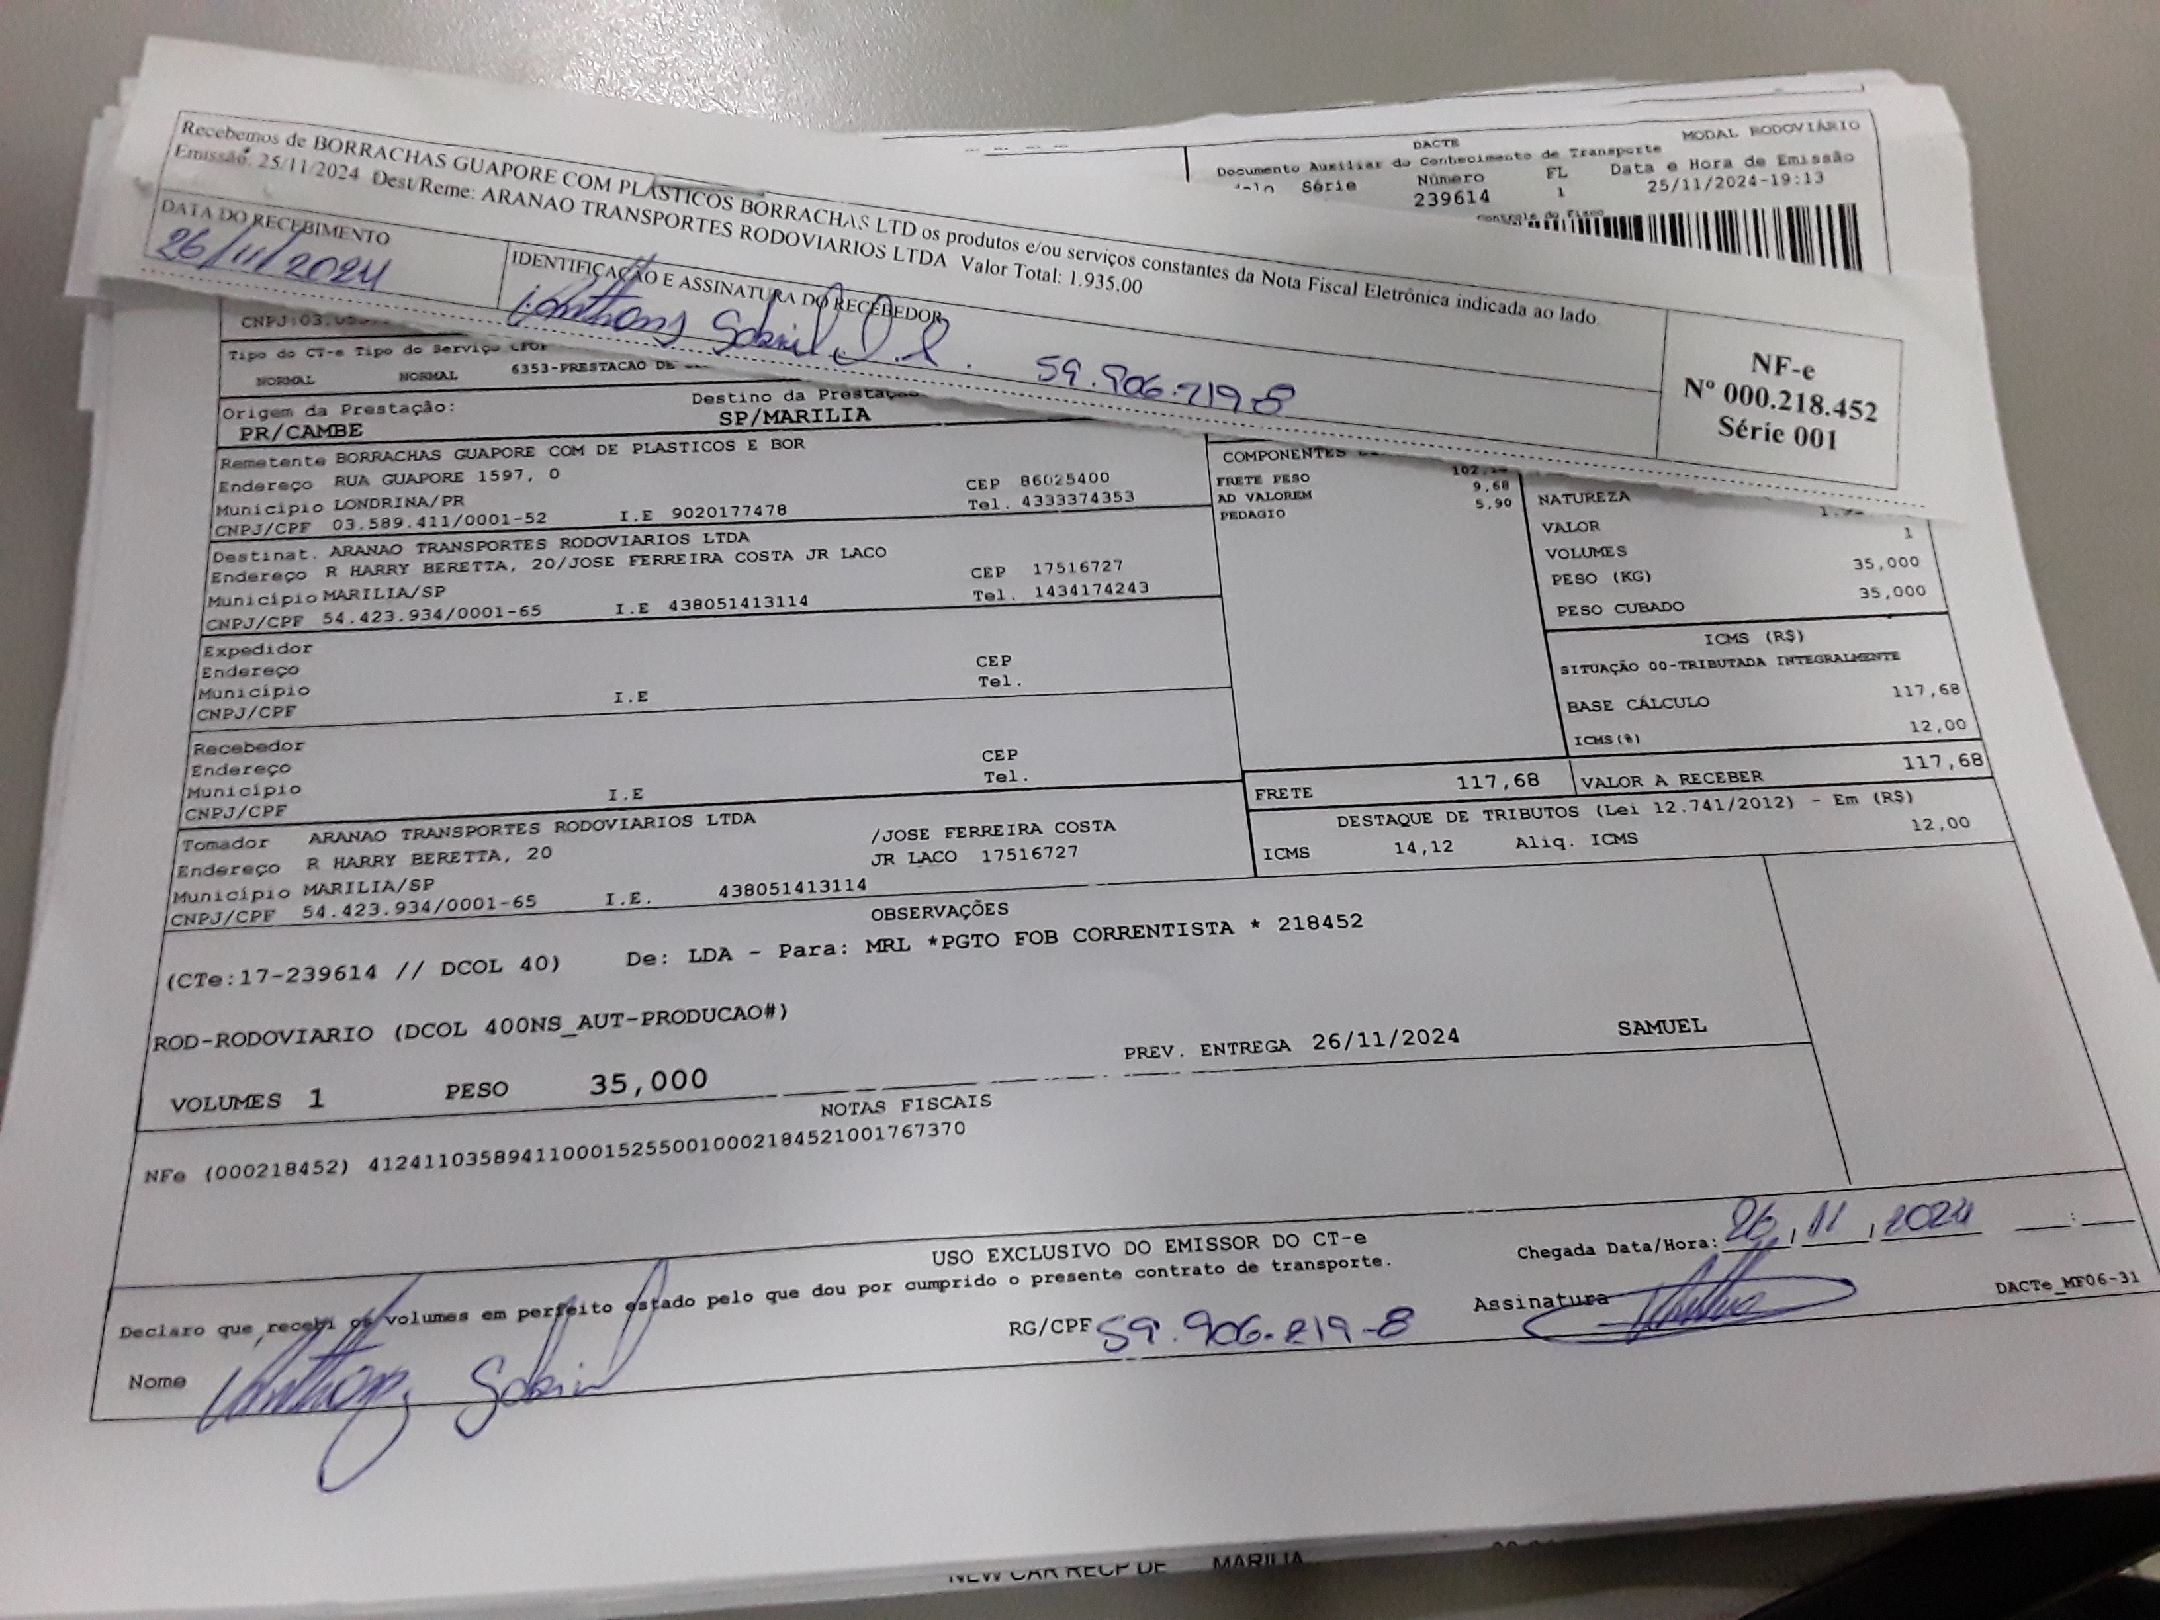 Recebemos de BORRACHAS GUAPORE COM PLÁSTICOS BORRACHAS LTD os produtos e/ou serviços constantes da Nota Fiscal Eletrônica indicada ao lado
Emissão: 25/11/2024 Dest/Reme: ARANAO TRANSPORTES RODOVIARIOS LTDA Valor Total: 1.935.00
DATA DO RECEBIMENTO
26/11/2024
IDENTIFICAÇÃO E ASSINATURA DO RECEBEDOR
59.906.219-8
NF-e
Nº 000.218.452
Série 001
DACTE
MODAL RODOVIÁRIO
Documento Auxiliar do Conhecimento de Transporte
Série Número FL Data e Hora de Emissão
239614 1 25/11/2024-19:13
Controle do Fisco
CNPJ:03.
Tipo do CT-e Tipo do Serviço CFOP
NORMAL NORMAL 6353-PRESTACAO DE
Origem da Prestação: Destino da
PR/CAMBE SP/MARILIA
Remetente BORRACHAS GUAPORE COM DE PLASTICOS E BOR
Endereço RUA GUAPORE 1597, 0 CEP 86025400
Município LONDRINA/PR Tel. 4333374353
CNPJ/CPF 03.589.411/0001-52 I.E 9020177478
Destinat. ARANAO TRANSPORTES RODOVIARIOS LTDA
Endereço R HARRY BERETTA, 20/JOSE FERREIRA COSTA JR LACO CEP 17516727
Município MARILIA/SP Tel. 1434174243
CNPJ/CPF 54.423.934/0001-65 I.E 438051413114
Expedidor
Endereço CEP
Município Tel.
CNPJ/CPF I.E
Recebedor
Endereço CEP
Município Tel.
CNPJ/CPF I.E
Tomador ARANAO TRANSPORTES RODOVIARIOS LTDA /JOSE FERREIRA COSTA
Endereço R HARRY BERETTA, 20 JR LACO 17516727
Município MARILIA/SP
CNPJ/CPF 54.423.934/0001-65 I.E. 438051413114
COMPONENTES
FRETE PESO
AD VALOREM 9,68
PEDAGIO 5,90
NATUREZA
VALOR
VOLUMES 1
PESO (KG) 35,000
PESO CUBADO 35,000
ICMS (R$)
SITUAÇÃO 00-TRIBUTADA INTEGRALMENTE
BASE CÁLCULO 117,68
ICMS(%) 12,00
FRETE 117,68 VALOR A RECEBER 117,68
DESTAQUE DE TRIBUTOS (Lei 12.741/2012) - Em (R$)
ICMS 14,12 Aliq. ICMS 12,00
OBSERVAÇÕES
(CTe:17-239614 // DCOL 40) De: LDA - Para: MRL *PGTO FOB CORRENTISTA * 218452
ROD-RODOVIARIO (DCOL 400NS_AUT-PRODUCAO#)
PREV. ENTREGA 26/11/2024 SAMUEL
VOLUMES 1 PESO 35,000
NOTAS FISCAIS
NFe (000218452) 41241103589411000152550010002184521001767370
USO EXCLUSIVO DO EMISSOR DO CT-e
Declaro que recebi os volumes em perfeito estado pelo que dou por cumprido o presente contrato de transporte.
Chegada Data/Hora: 26/11/2024 __:__
Nome Anthony Gabriel RG/CPF 59.906.219-8 Assinatura
DACTe_MF06-31
NEW CAR RECP DE MARILIA